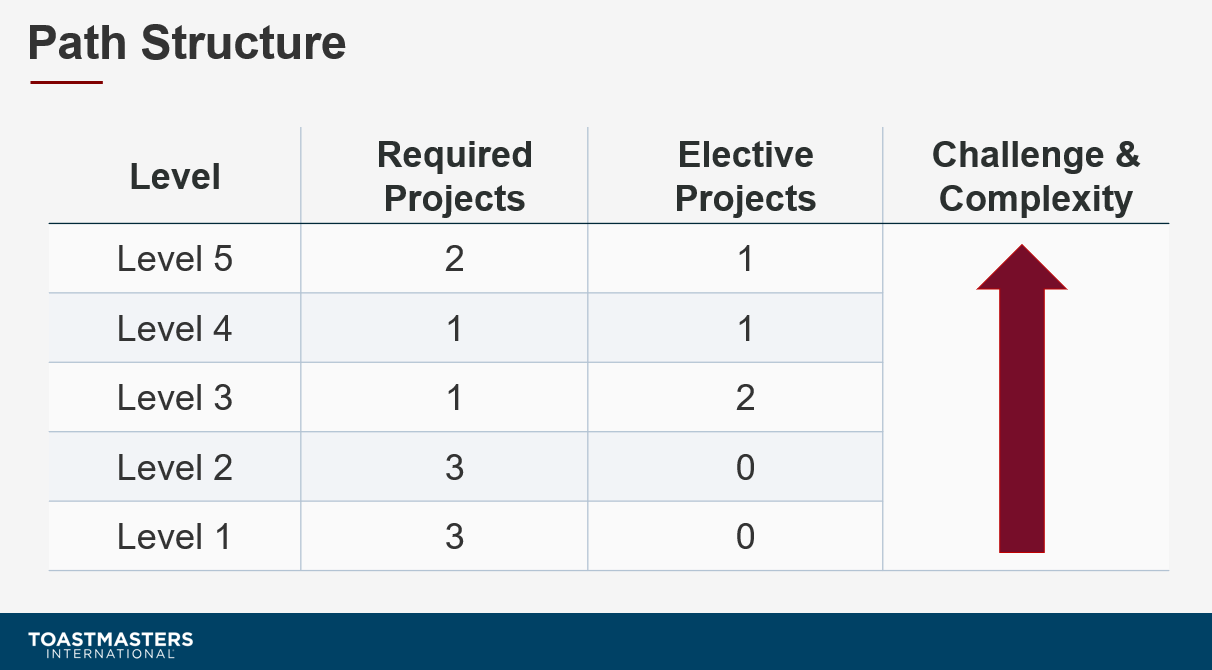 Path Structure
Level
Required Projects
Elective Projects
Challenge & Complexity
Level 5 2 1
Level 4 1 1
Level 3 1 2
Level 2 3 0
Level 1 3 0
TOASTMASTERS
INTERNATIONAL